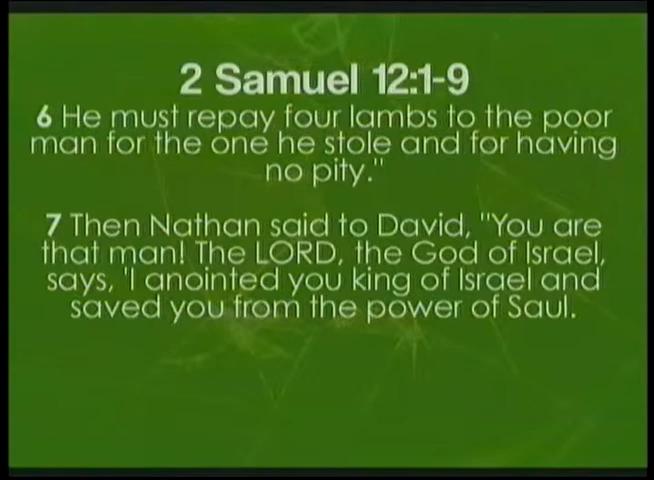 2 Samuel 12:1-9
6 He must repay four lambs to the poor
man for the one he stole and for having
no pity."
7 Then Nathan said to David, "You are
that man! The LORD, the God of Israel,
says, 'I anointed you king of Israel and
saved you from the power of Saul.